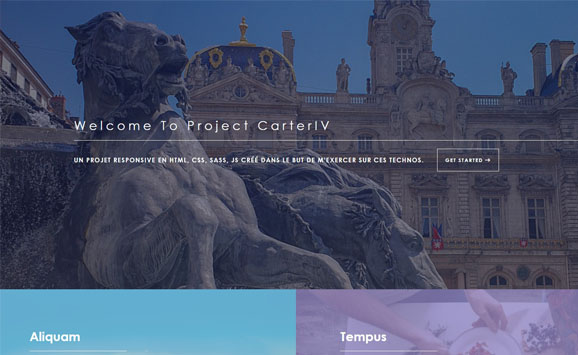 Welcome To Project CarterIV
UN PROJET RESPONSIVE EN HTML, CSS, SASS, JS CRÉÉ DANS LE BUT DE M'EXERCER SUR CES TECHNOS.
GET STARTED →
Aliquam
Tempus